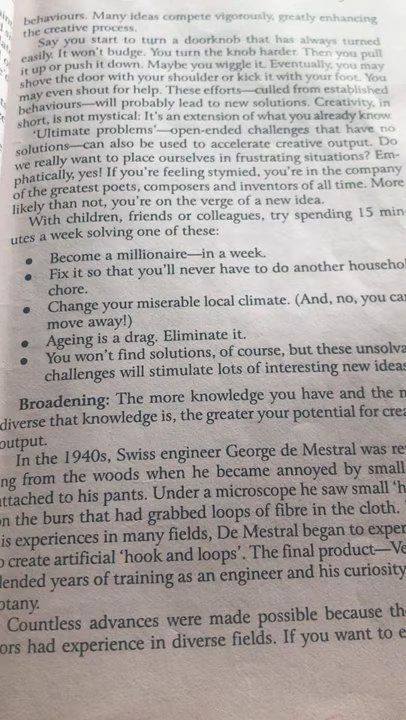 behaviours. Many ideas compete vigorously, greatly enhancing
the creative process.
Say you start to turn a doorknob that has always turned
easily. It won't budge. You turn the knob harder. Then you pull
it up or push it down. Maybe you wiggle it. Eventually, you may
shove the door with your shoulder or kick it with your foot. You
may even shout for help. These efforts—culled from established
behaviours—will probably lead to new solutions. Creativity, in
short, is not mystical: It's an extension of what you already know.
'Ultimate problems'—open-ended challenges that have no
solutions—can also be used to accelerate creative output. Do
we really want to place ourselves in frustrating situations? Em-
phatically, yes! If you're feeling stymied, you're in the company
of the greatest poets, composers and inventors of all time. More
likely than not, you're on the verge of a new idea.
With children, friends or colleagues, try spending 15 min-
utes a week solving one of these:
• Become a millionaire—in a week.
• Fix it so that you'll never have to do another househo
chore.
• Change your miserable local climate. (And, no, you ca
move away!)
• Ageing is a drag. Eliminate it.
• You won't find solutions, of course, but these unsolva
challenges will stimulate lots of interesting new ideas
Broadening: The more knowledge you have and the m
diverse that knowledge is, the greater your potential for crea
output.
In the 1940s, Swiss engineer George de Mestral was re
ng from the woods when he became annoyed by small
attached to his pants. Under a microscope he saw small 'h
on the burs that had grabbed loops of fibre in the cloth.
is experiences in many fields, De Mestral began to exper
o create artificial 'hook and loops'. The final product—Ve
lended years of training as an engineer and his curiosity
otany.
Countless advances were made possible because th
ors had experience in diverse fields. If you want to e